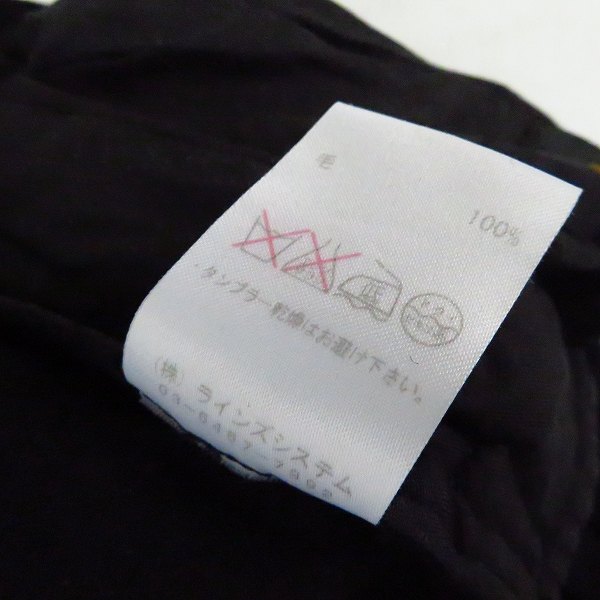 毛 100%
低
・タンブラー乾燥はお避け下さい。
(株) ラインズシステム